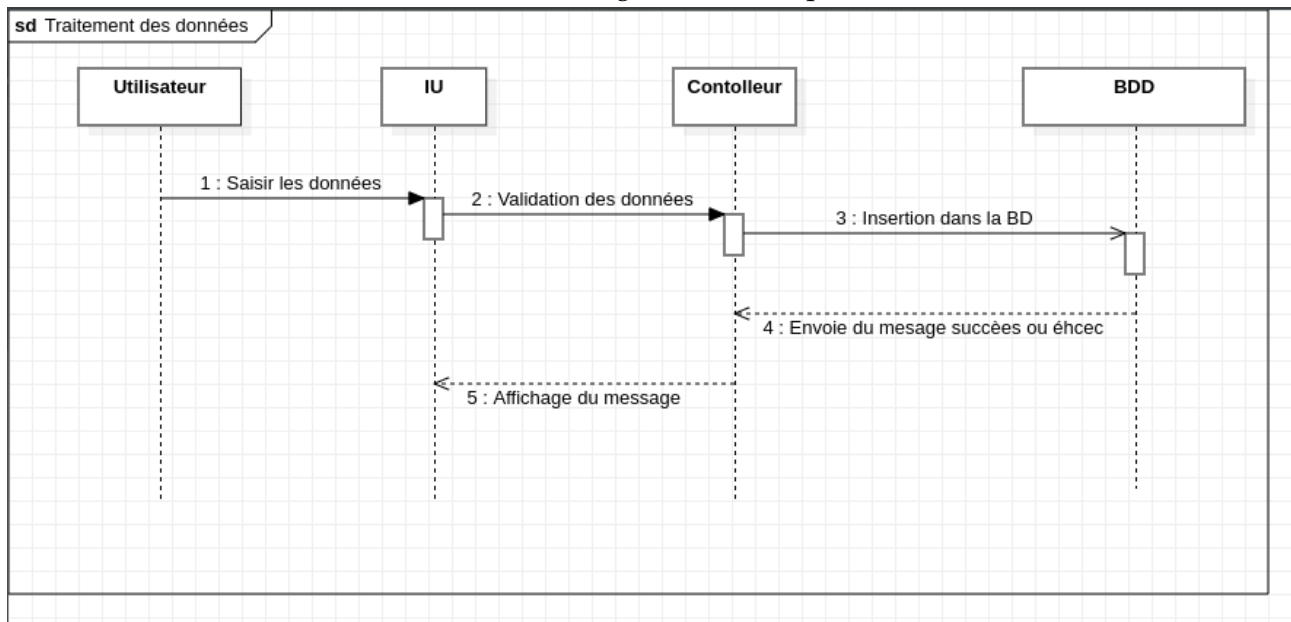 sd Traitement des données
Utilisateur
IU
Contolleur
BDD
1 : Saisir les données
2 : Validation des données
3 : Insertion dans la BD
4 : Envoie du mesage succèes ou éhcec
5 : Affichage du message